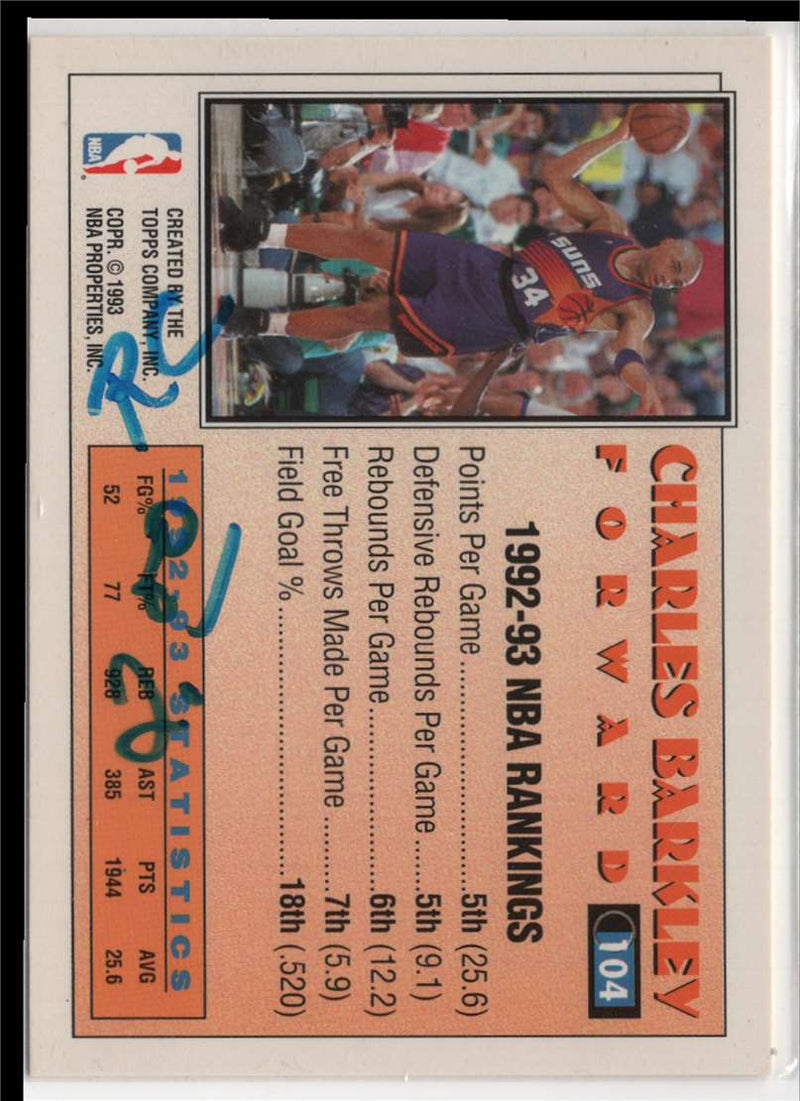 CHARLES BARKLEY
FORWARD
104
SUNS
34
1992-93 NBA RANKINGS
Points Per Game ........................5th (25.6)
Defensive Rebounds Per Game ......5th (9.1)
Rebounds Per Game....................6th (12.2)
Free Throws Made Per Game .........7th (5.9)
Field Goal % ...............................18th (.520)
1992-93 STATISTICS
FG% FT% REB AST PTS AVG
52 77 928 385 1944 25.6
CREATED BY THE
TOPPS COMPANY, INC.
COPR. © 1993
NBA PROPERTIES, INC.
NBA